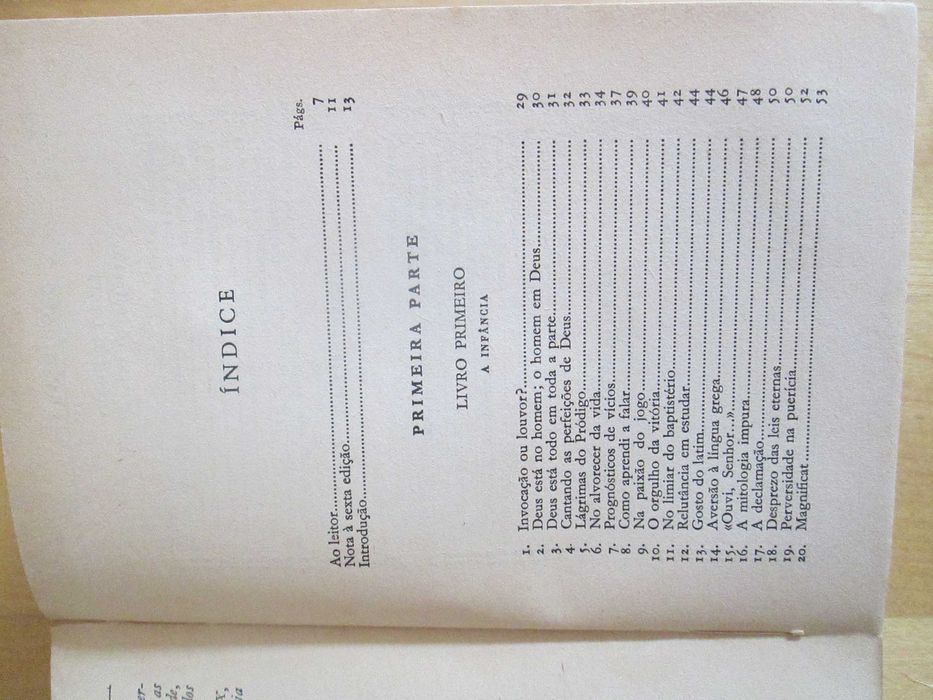 ÍNDICE
Págs.
Ao leitor........ 7
Nota à sexta edição........ 11
Introdução........ 13
PRIMEIRA PARTE
LIVRO PRIMEIRO
A INFÂNCIA
1. Invocação ou louvor?........ 29
2. Deus está no homem; o homem em Deus........ 30
3. Deus está todo em toda a parte........ 31
4. Cantando as perfeições de Deus........ 32
5. Lágrimas do Pródigo........ 33
6. No alvorecer da vida........ 34
7. Prognósticos de vícios........ 37
8. Como aprendi a falar........ 39
9. Na paixão do jogo........ 40
10. O orgulho da vitória........ 41
11. No limiar do baptistério........ 42
12. Relutância em estudar........ 44
13. Gosto do latim........ 44
14. Aversão à língua grega........ 46
15. «Ouvi, Senhor...»........ 47
16. A mitologia impura........ 48
17. A declamação........ 50
18. Desprezo das leis eternas........ 50
19. Perversidade na puerícia........ 52
20. Magnificat........ 53